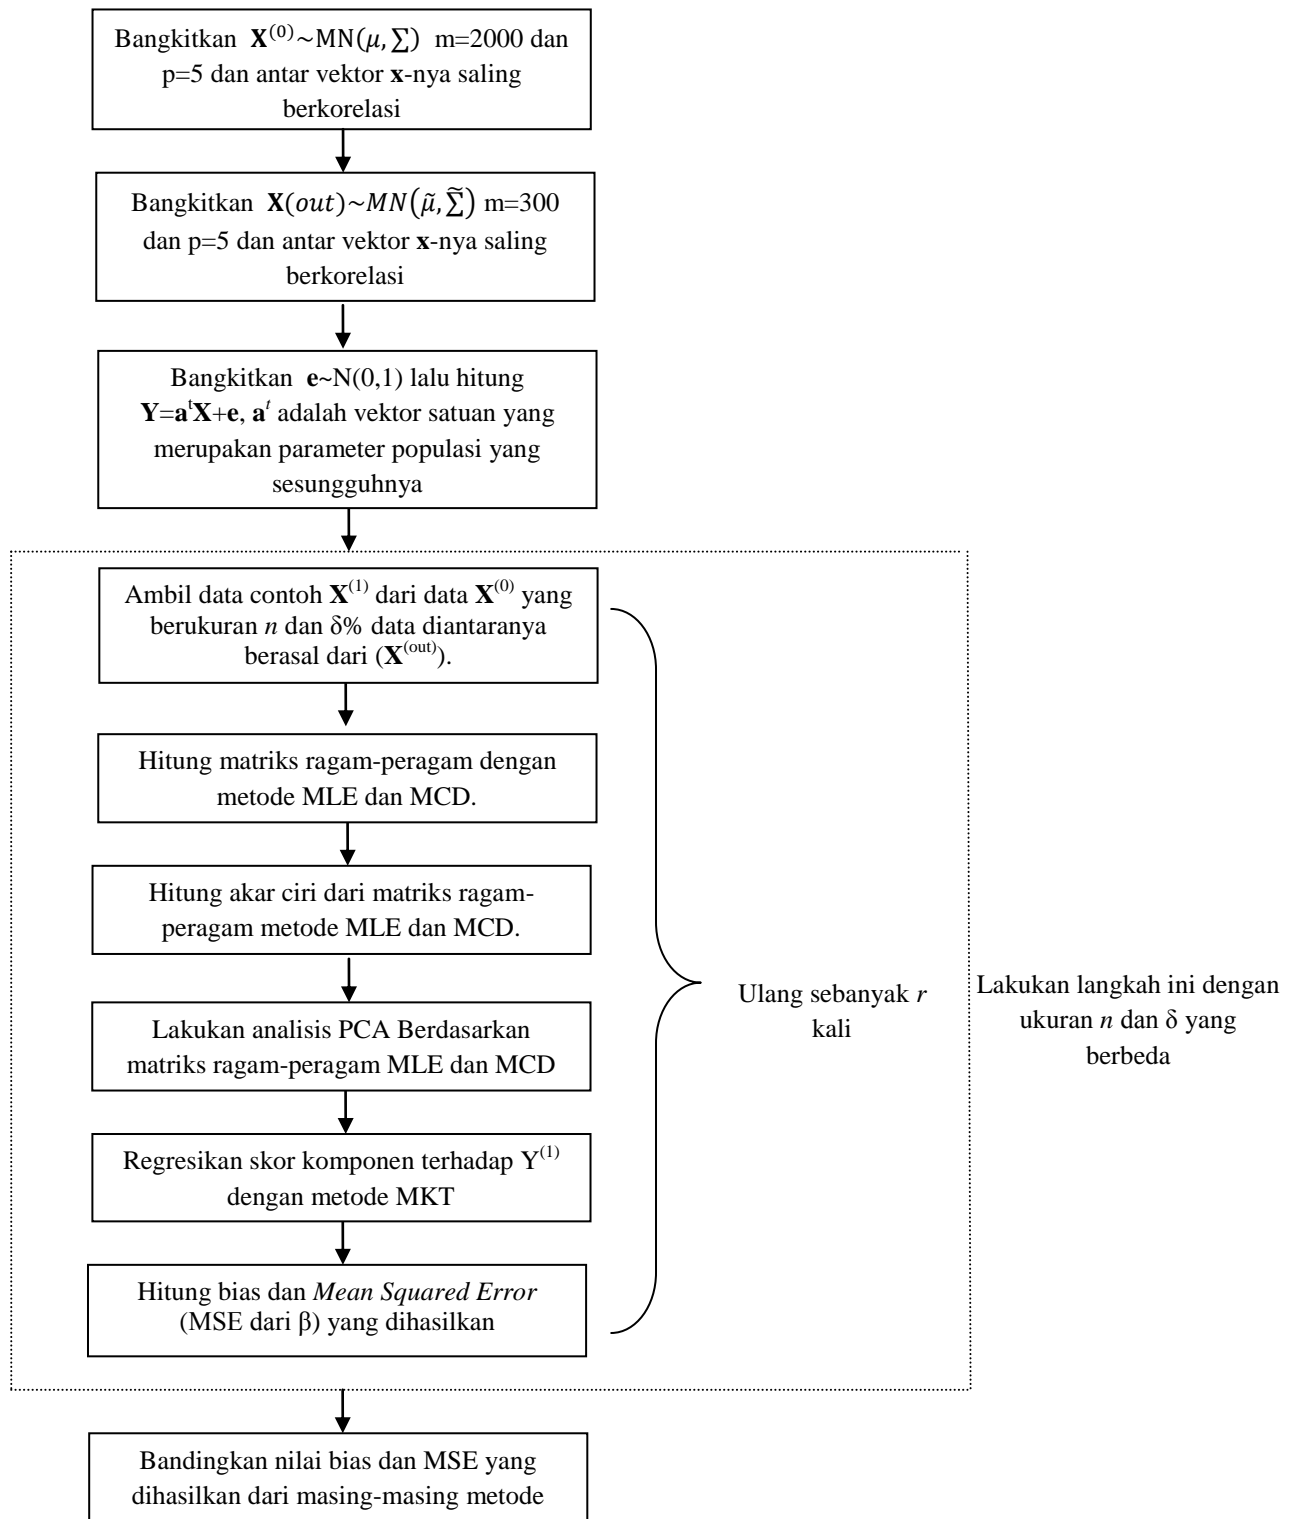 Bangkitkan X⁽⁰⁾~MN(μ, Σ) m=2000 dan
p=5 dan antar vektor x-nya saling
berkorelasi
Bangkitkan X(out)~MN(μ̃, Σ̃) m=300
dan p=5 dan antar vektor x-nya saling
berkorelasi
Bangkitkan e~N(0,1) lalu hitung
Y=aᵗX+e, aᵗ adalah vektor satuan yang
merupakan parameter populasi yang
sesungguhnya
Ambil data contoh X⁽¹⁾ dari data X⁽⁰⁾ yang
berukuran n dan δ% data diantaranya
berasal dari (X⁽ᵒᵘᵗ⁾).
Hitung matriks ragam-peragam dengan
metode MLE dan MCD.
Hitung akar ciri dari matriks ragam-
peragam metode MLE dan MCD.
Lakukan analisis PCA Berdasarkan
matriks ragam-peragam MLE dan MCD
Regresikan skor komponen terhadap Y⁽¹⁾
dengan metode MKT
Hitung bias dan Mean Squared Error
(MSE dari β) yang dihasilkan
Ulang sebanyak r
kali
Lakukan langkah ini dengan
ukuran n dan δ yang
berbeda
Bandingkan nilai bias dan MSE yang
dihasilkan dari masing-masing metode